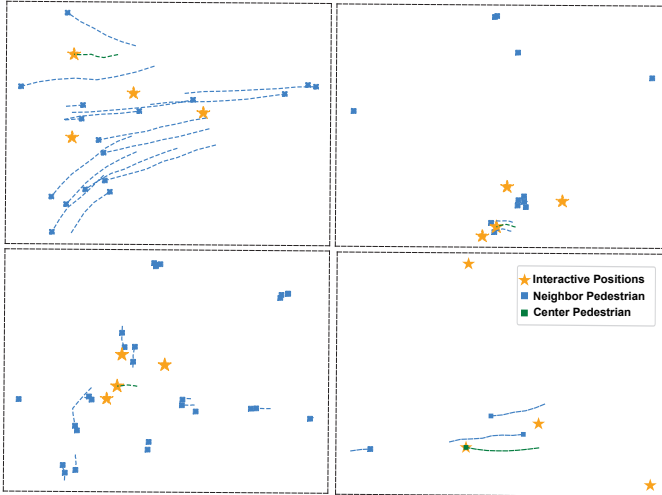 Interactive Positions
Neighbor Pedestrian
Center Pedestrian